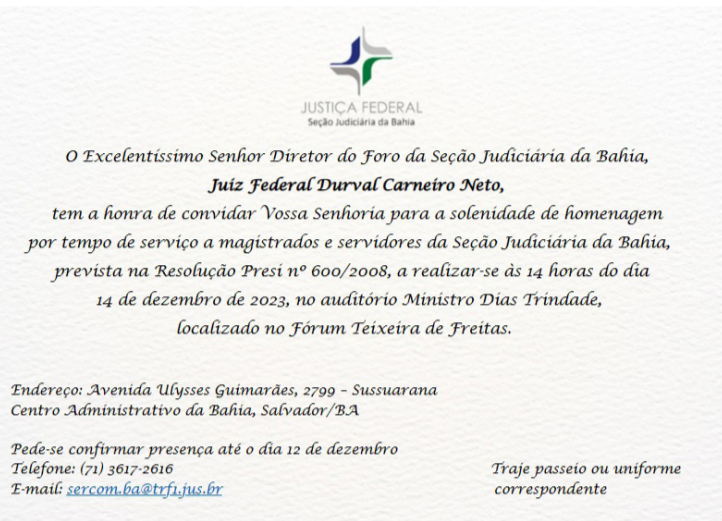 JUSTIÇA FEDERAL
Seção Judiciária da Bahia
O Excelentíssimo Senhor Diretor do Foro da Seção Judiciária da Bahia,
Juiz Federal Durval Carneiro Neto,
tem a honra de convidar Vossa Senhoria para a solenidade de homenagem
por tempo de serviço a magistrados e servidores da Seção Judiciária da Bahia,
prevista na Resolução Presi nº 600/2008, a realizar-se às 14 horas do dia
14 de dezembro de 2023, no auditório Ministro Dias Trindade,
localizado no Fórum Teixeira de Freitas.
Endereço: Avenida Ulysses Guimarães, 2799 – Sussuarana
Centro Administrativo da Bahia, Salvador/BA
Pede-se confirmar presença até o dia 12 de dezembro
Telefone: (71) 3617-2616
E-mail: sercom.ba@trf1.jus.br
Traje passeio ou uniforme
correspondente